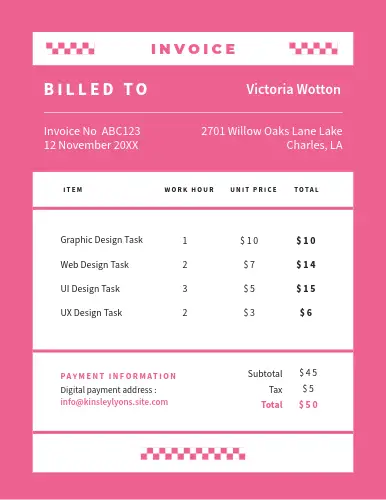 INVOICE
BILLED TO
Victoria Wotton
Invoice No ABC123
12 November 20XX
2701 Willow Oaks Lane Lake
Charles, LA
ITEM WORK HOUR UNIT PRICE TOTAL
Graphic Design Task 1 $10 $10
Web Design Task 2 $7 $14
UI Design Task 3 $5 $15
UX Design Task 2 $3 $6
PAYMENT INFORMATION
Digital payment address :
info@kinsleylyons.site.com
Subtotal $45
Tax $5
Total $50